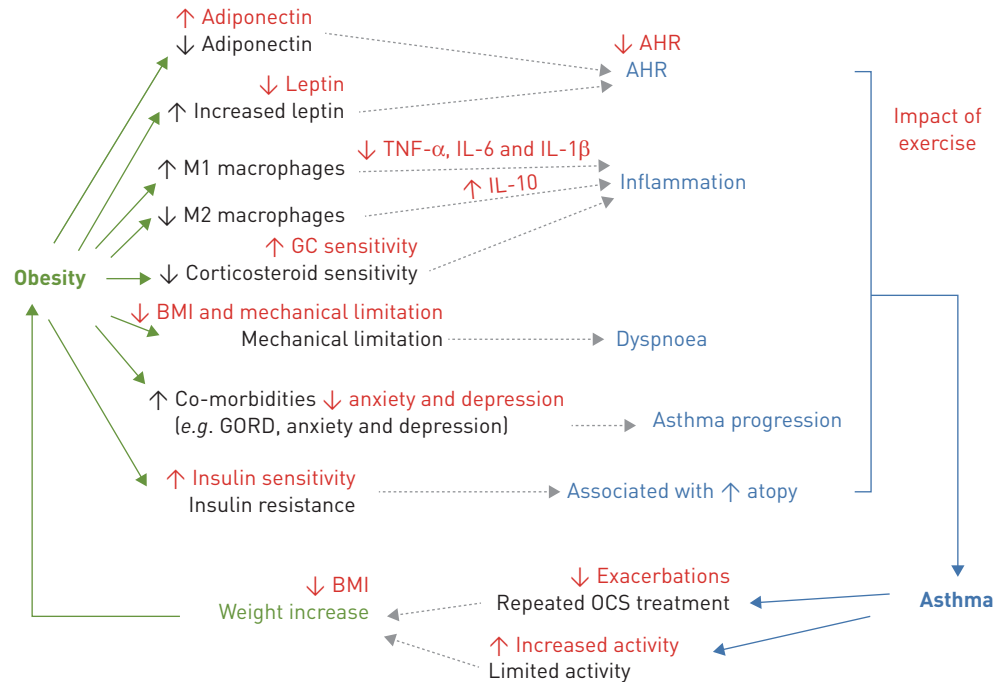 ↑ Adiponectin
↓ Adiponectin
↓ AHR
AHR
↓ Leptin
↑ Increased leptin
Impact of
exercise
↓ TNF-α, IL-6 and IL-1β
↑ M1 macrophages
↑ IL-10
Inflammation
↓ M2 macrophages
↑ GC sensitivity
↓ Corticosteroid sensitivity
Obesity
↓ BMI and mechanical limitation
Mechanical limitation
Dyspnoea
↑ Co-morbidities ↓ anxiety and depression
(e.g. GORD, anxiety and depression)
Asthma progression
↑ Insulin sensitivity
Insulin resistance
Associated with ↑ atopy
↓ BMI
Weight increase
↓ Exacerbations
Repeated OCS treatment
Asthma
↑ Increased activity
Limited activity